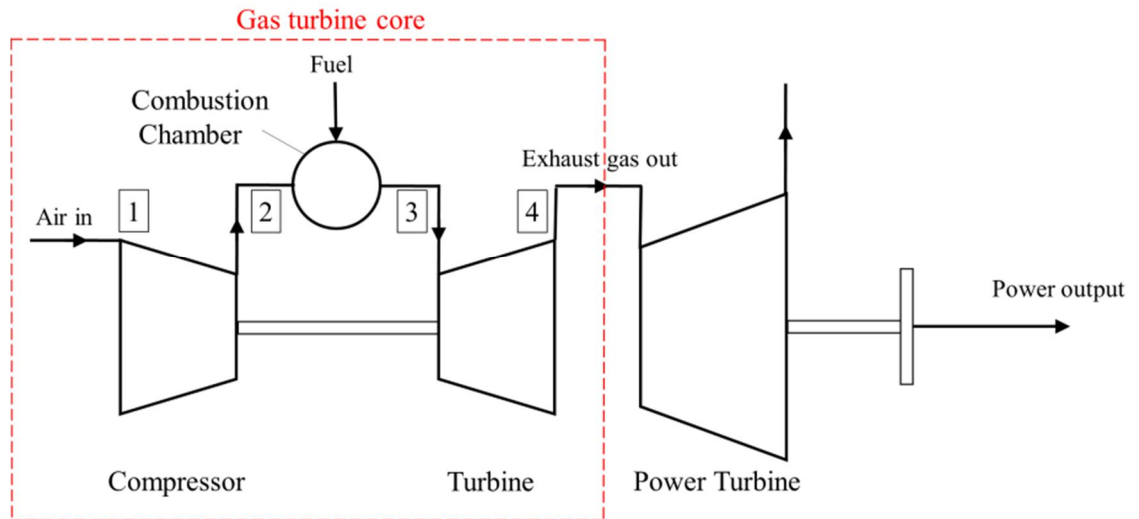 Gas turbine core
Fuel
Combustion
Chamber
Exhaust gas out
Air in
1
2
3
4
Power output
Compressor
Turbine
Power Turbine